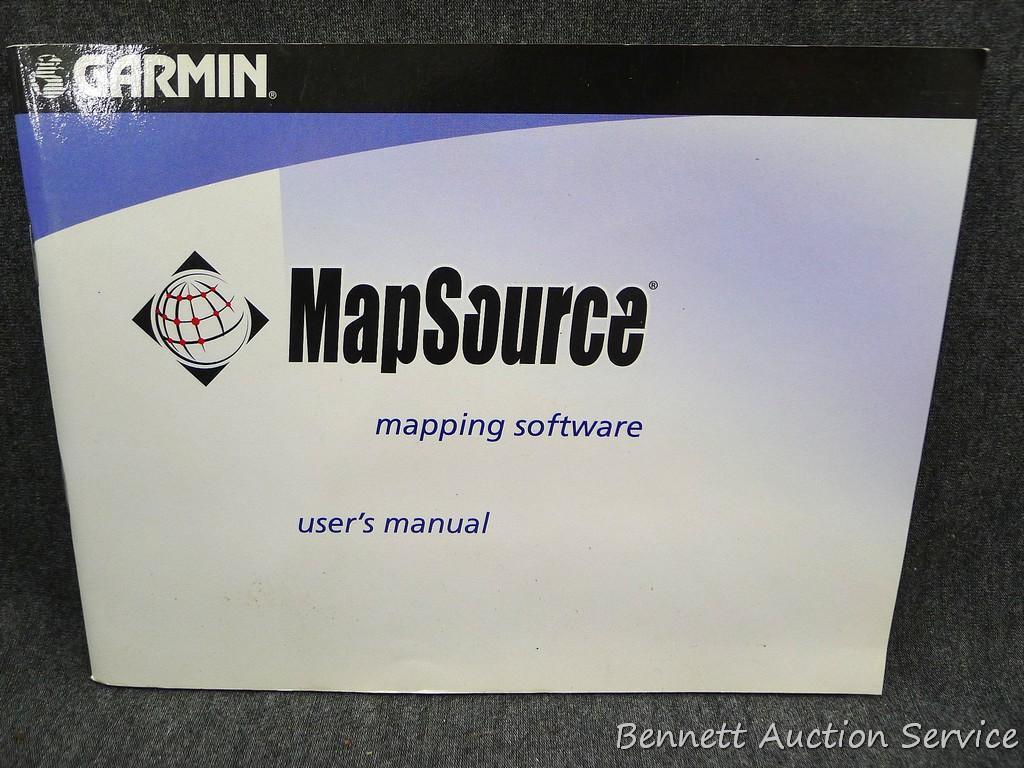 GARMIN®
MapSource®
mapping software
user's manual
Bennett Auction Service